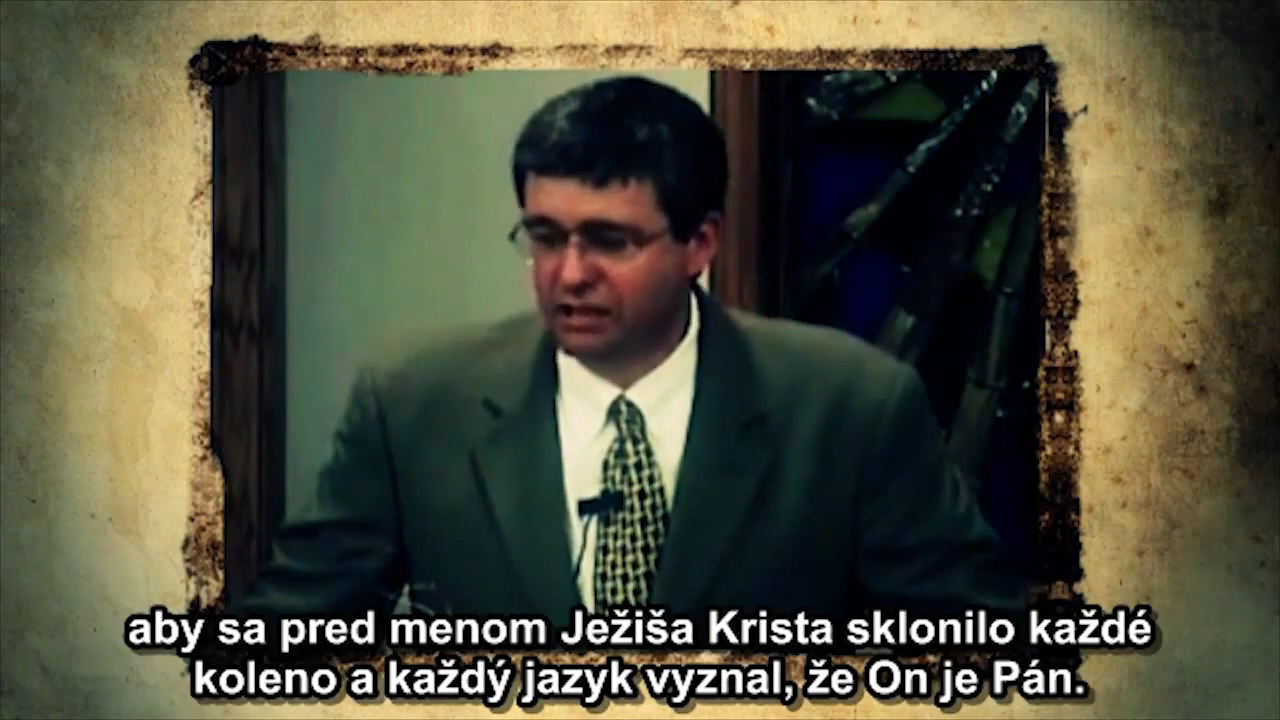 aby sa pred menom Ježiša Krista sklonilo každé
koleno a každý jazyk vyznal, že On je Pán.